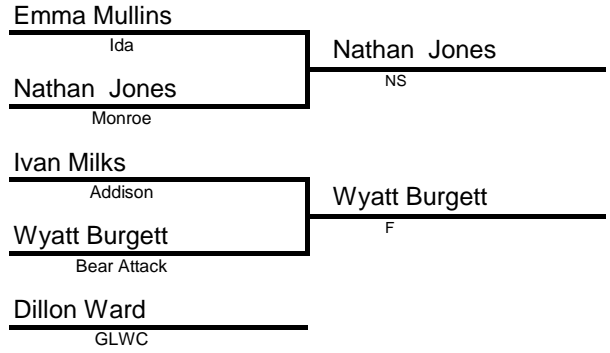 Emma Mullins
Ida
Nathan  Jones
Monroe
Nathan  Jones
NS
Ivan Milks
Addison
Wyatt Burgett
Bear Attack
Wyatt Burgett
F
Dillon Ward
GLWC